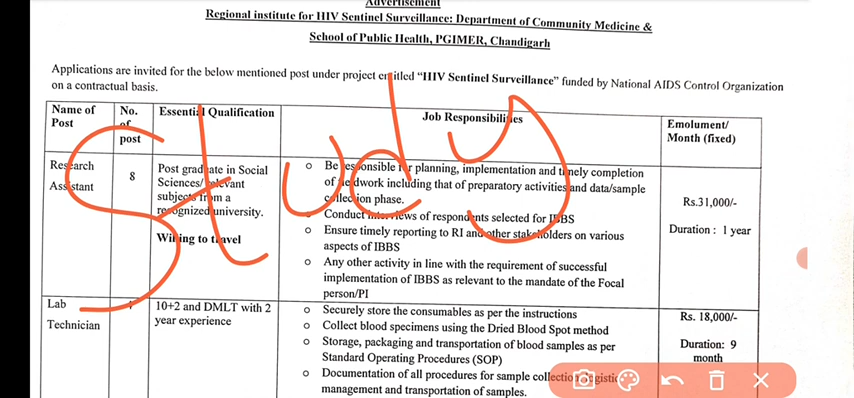 Advertisement
Regional institute for HIV Sentinel Surveillance: Department of Community Medicine &
School of Public Health, PGIMER, Chandigarh
Applications are invited for the below mentioned post under project entitled “HIV Sentinel Surveillance” funded by National AIDS Control Organization
on a contractual basis.
Name of Post
No. of post
Essential Qualification
Job Responsibilities
Emolument/ Month (fixed)
Research Assistant
8
Post graduate in Social
Sciences/ relevant
subjects from a
recognized university.
Willing to travel
o Be responsible for planning, implementation and timely completion
of fieldwork including that of preparatory activities and data/sample
collection phase.
Conduct interviews of respondents selected for IBBS
o Ensure timely reporting to RI and other stakeholders on various
aspects of IBBS
o Any other activity in line with the requirement of successful
implementation of IBBS as relevant to the mandate of the Focal
person/PI
Rs.31,000/-
Duration : 1 year
Lab
Technician
10+2 and DMLT with 2
year experience
o Securely store the consumables as per the instructions
o Collect blood specimens using the Dried Blood Spot method
o Storage, packaging and transportation of blood samples as per
Standard Operating Procedures (SOP)
o Documentation of all procedures for sample collection, logistic
management and transportation of samples.
Rs. 18,000/-
Duration: 9
month
Study